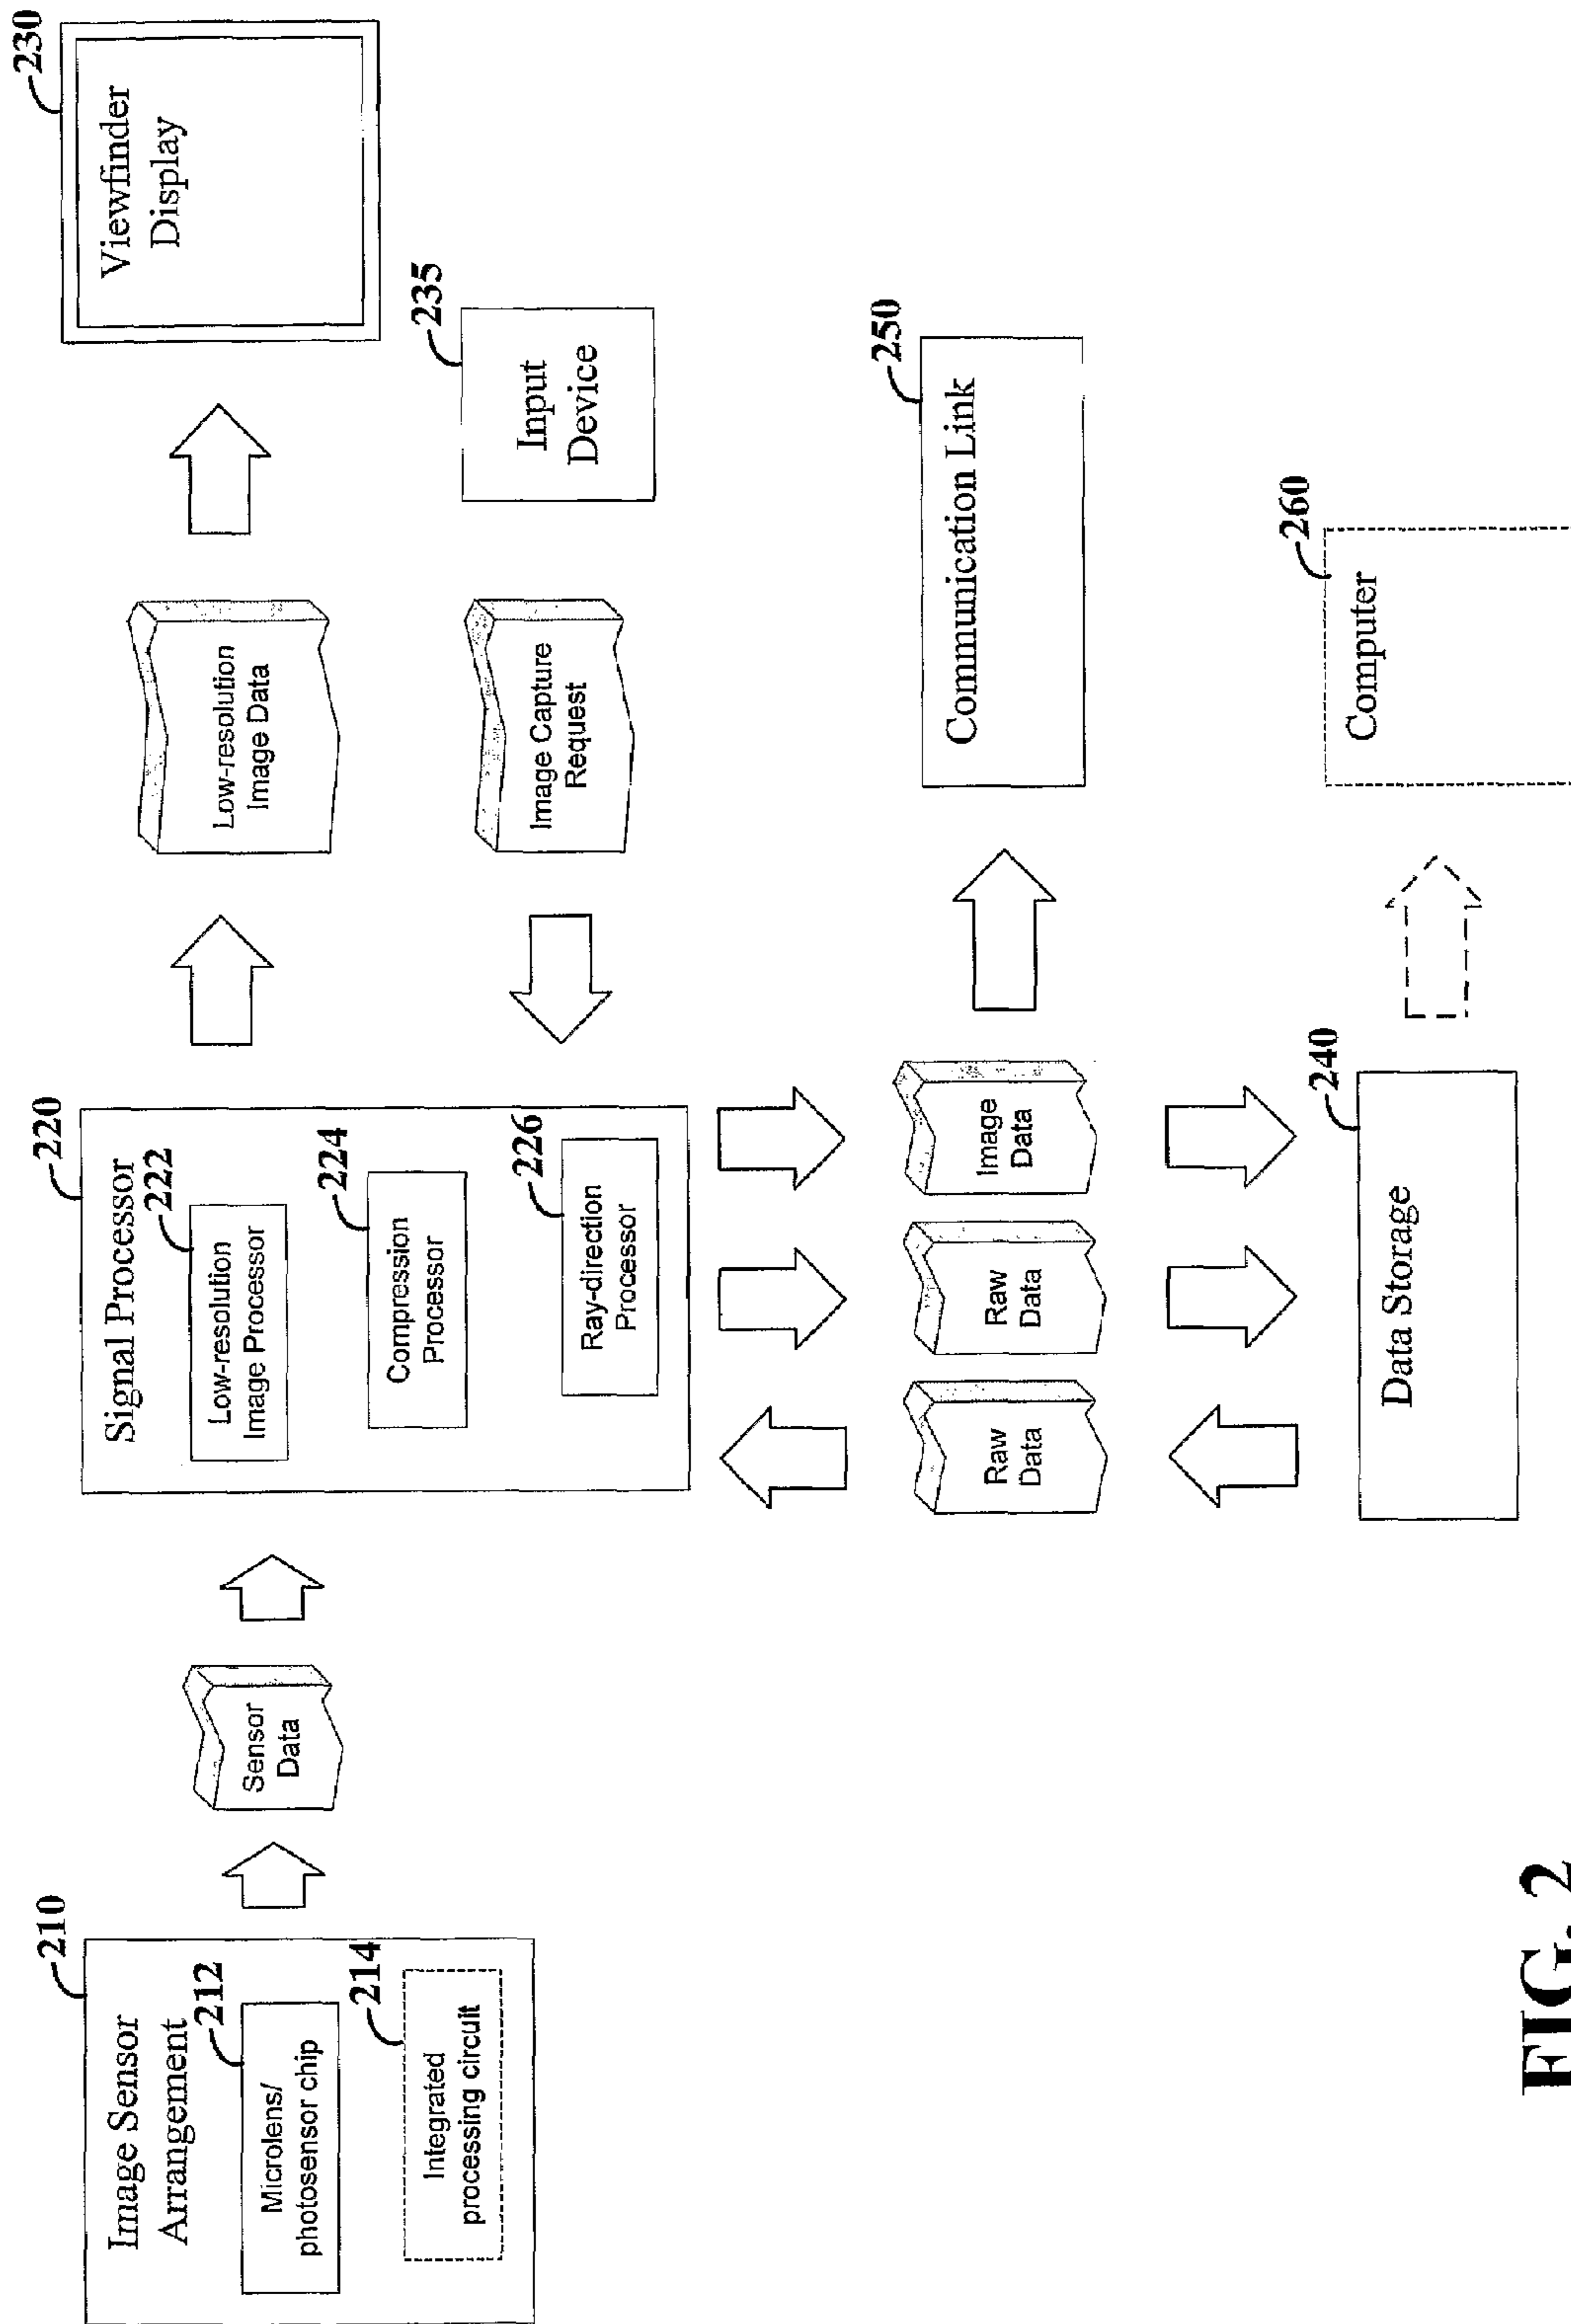 210
Image Sensor
Arrangement
212
Microlens/
photosensor chip
214
Integrated
processing circuit
Sensor
Data
220
Signal Processor
222
Low-resolution
Image Processor
224
Compression
Processor
226
Ray-direction
Processor
Low-resolution
Image Data
230
Viewfinder
Display
Image Capture
Request
235
Input
Device
Raw
Data
Raw
Data
Image
Data
250
Communication Link
240
Data Storage
260
Computer
FIG. 2